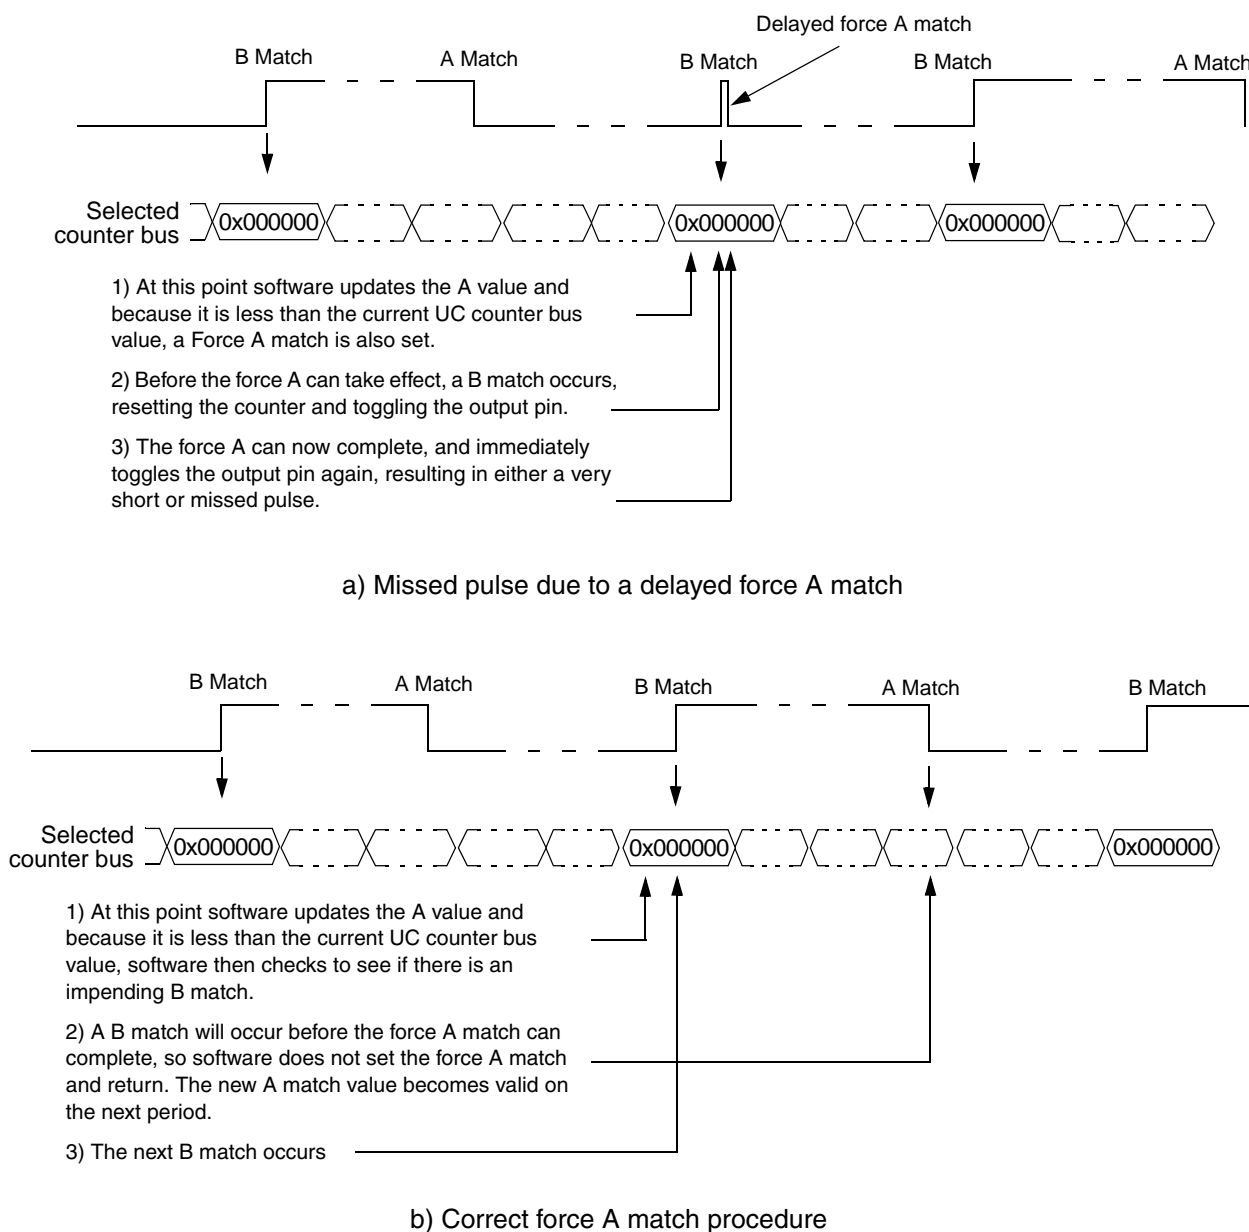 Delayed force A match
B Match
A Match
B Match
B Match
A Match
Selected
counter bus
0x000000
0x000000
0x000000
1) At this point software updates the A value and
because it is less than the current UC counter bus
value, a Force A match is also set.
2) Before the force A can take effect, a B match occurs,
resetting the counter and toggling the output pin.
3) The force A can now complete, and immediately
toggles the output pin again, resulting in either a very
short or missed pulse.
a) Missed pulse due to a delayed force A match
B Match
A Match
B Match
A Match
B Match
Selected
counter bus
0x000000
0x000000
0x000000
1) At this point software updates the A value and
because it is less than the current UC counter bus
value, software then checks to see if there is an
impending B match.
2) A B match will occur before the force A match can
complete, so software does not set the force A match
and return. The new A match value becomes valid on
the next period.
3) The next B match occurs
b) Correct force A match procedure